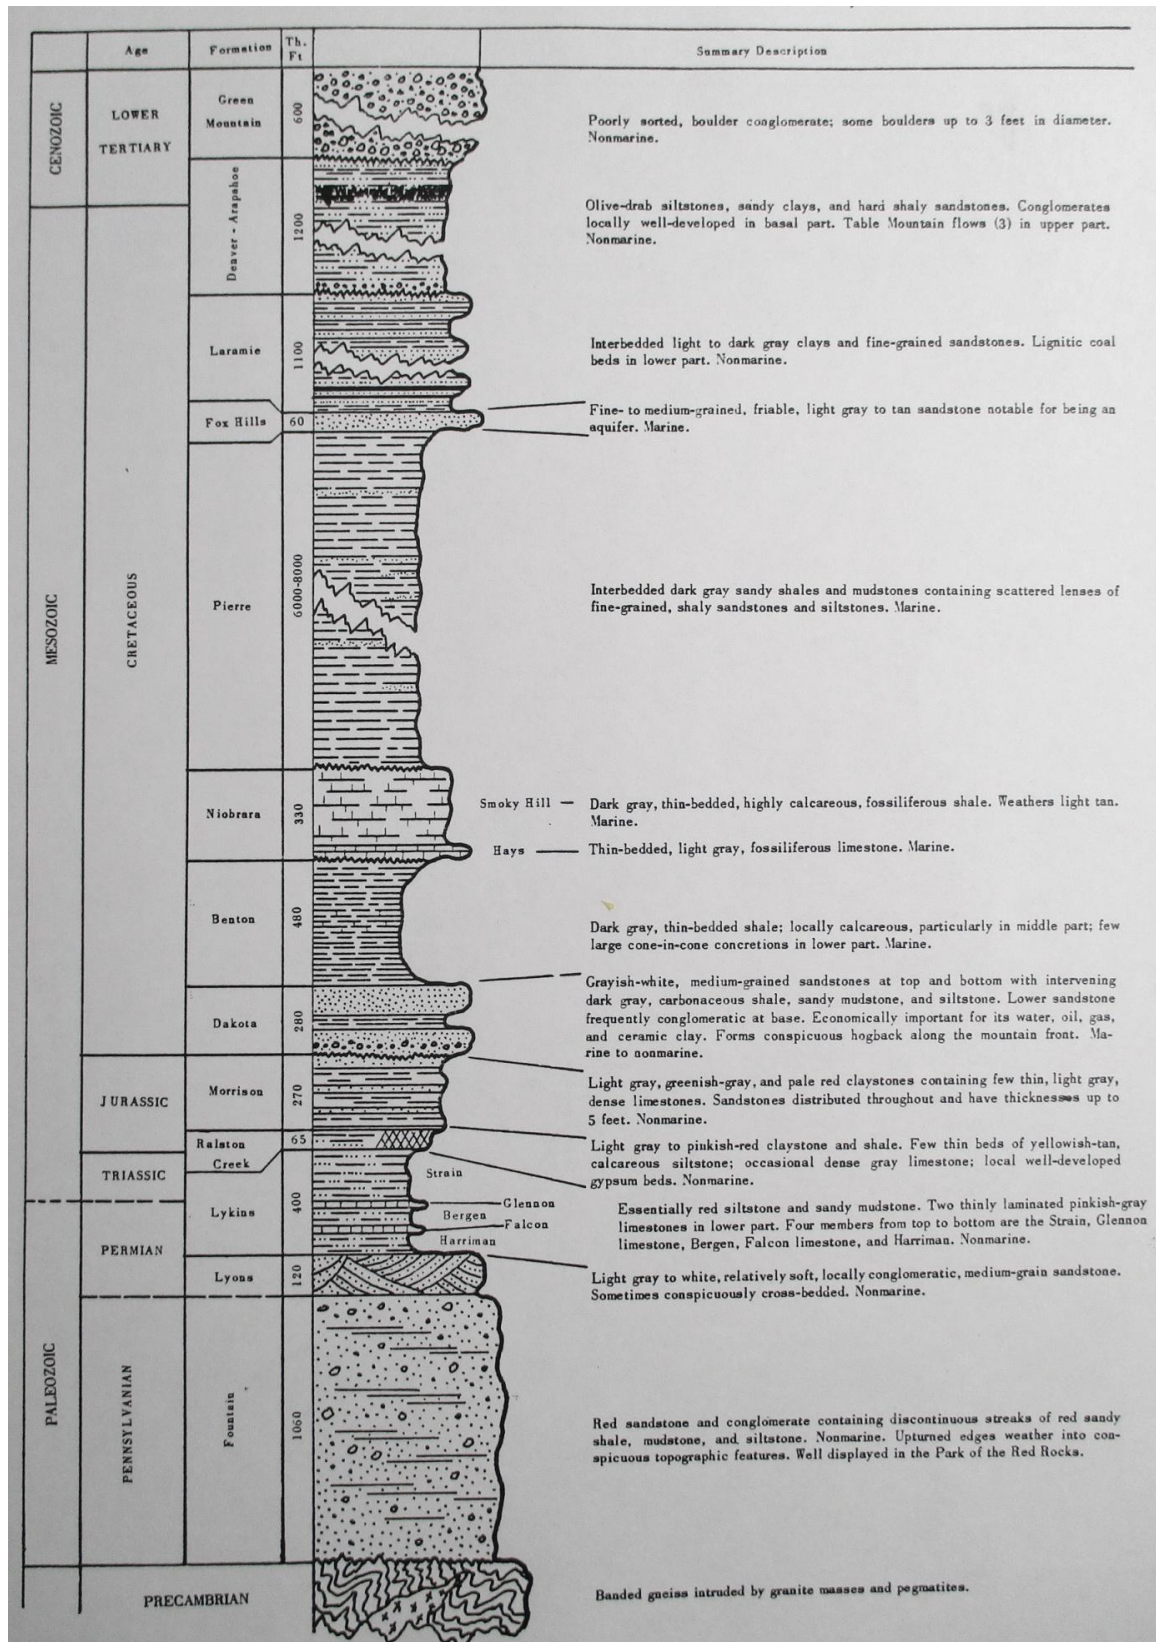 Age
Formation
Th.
Ft
Summary Description
CENOZOIC
LOWER
TERTIARY
Green
Mountain
600
Poorly sorted, boulder conglomerate; some boulders up to 3 feet in diameter.
Nonmarine.
MESOZOIC
CRETACEOUS
Denver - Arapahoe
1200
Olive-drab siltstones, sandy clays, and hard shaly sandstones. Conglomerates
locally well-developed in basal part. Table Mountain flows (3) in upper part.
Nonmarine.
Laramie
1100
Interbedded light to dark gray clays and fine-grained sandstones. Lignitic coal
beds in lower part. Nonmarine.
Fox Hills
60
Fine- to medium-grained, friable, light gray to tan sandstone notable for being an
aquifer. Marine.
Pierre
6000-8000
Interbedded dark gray sandy shales and mudstones containing scattered lenses of
fine-grained, shaly sandstones and siltstones. Marine.
Niobrara
330
Smoky Hill —
Dark gray, thin-bedded, highly calcareous, fossiliferous shale. Weathers light tan.
Marine.
Hays —
Thin-bedded, light gray, fossiliferous limestone. Marine.
Benton
480
Dark gray, thin-bedded shale; locally calcareous, particularly in middle part; few
large cone-in-cone concretions in lower part. Marine.
Dakota
280
Grayish-white, medium-grained sandstones at top and bottom with intervening
dark gray, carbonaceous shale, sandy mudstone, and siltstone. Lower sandstone
frequently conglomeratic at base. Economically important for its water, oil, gas,
and ceramic clay. Forms conspicuous hogback along the mountain front. Ma-
rine to nonmarine.
JURASSIC
Morrison
270
Light gray, greenish-gray, and pale red claystones containing few thin, light gray,
dense limestones. Sandstones distributed throughout and have thicknesses up to
5 feet. Nonmarine.
Ralston
Creek
65
Light gray to pinkish-red claystone and shale. Few thin beds of yellowish-tan,
calcareous siltstone; occasional dense gray limestone; local well-developed
gypsum beds. Nonmarine.
TRIASSIC
PERMIAN
Lykins
400
Strain
Glennon
Bergen
Falcon
Harriman
Essentially red siltstone and sandy mudstone. Two thinly laminated pinkish-gray
limestones in lower part. Four members from top to bottom are the Strain, Glennon
limestone, Bergen, Falcon limestone, and Harriman. Nonmarine.
Lyons
120
Light gray to white, relatively soft, locally conglomeratic, medium-grain sandstone.
Sometimes conspicuously cross-bedded. Nonmarine.
PALEOZOIC
PENNSYLVANIAN
Fountain
1060
Red sandstone and conglomerate containing discontinuous streaks of red sandy
shale, mudstone, and siltstone. Nonmarine. Upturned edges weather into con-
spicuous topographic features. Well displayed in the Park of the Red Rocks.
PRECAMBRIAN
Banded gneiss intruded by granite masses and pegmatites.